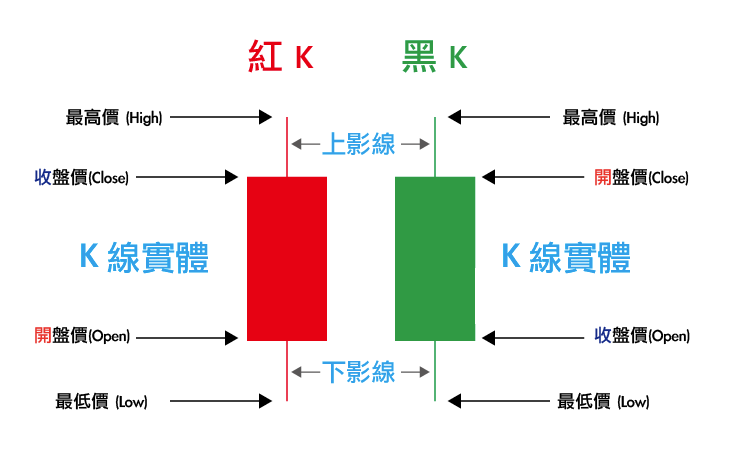 紅 K
黑 K
最高價 (High)
最高價 (High)
上影線
收盤價(Close)
開盤價(Close)
K 線實體
K 線實體
開盤價(Open)
收盤價(Open)
下影線
最低價 (Low)
最低價 (Low)